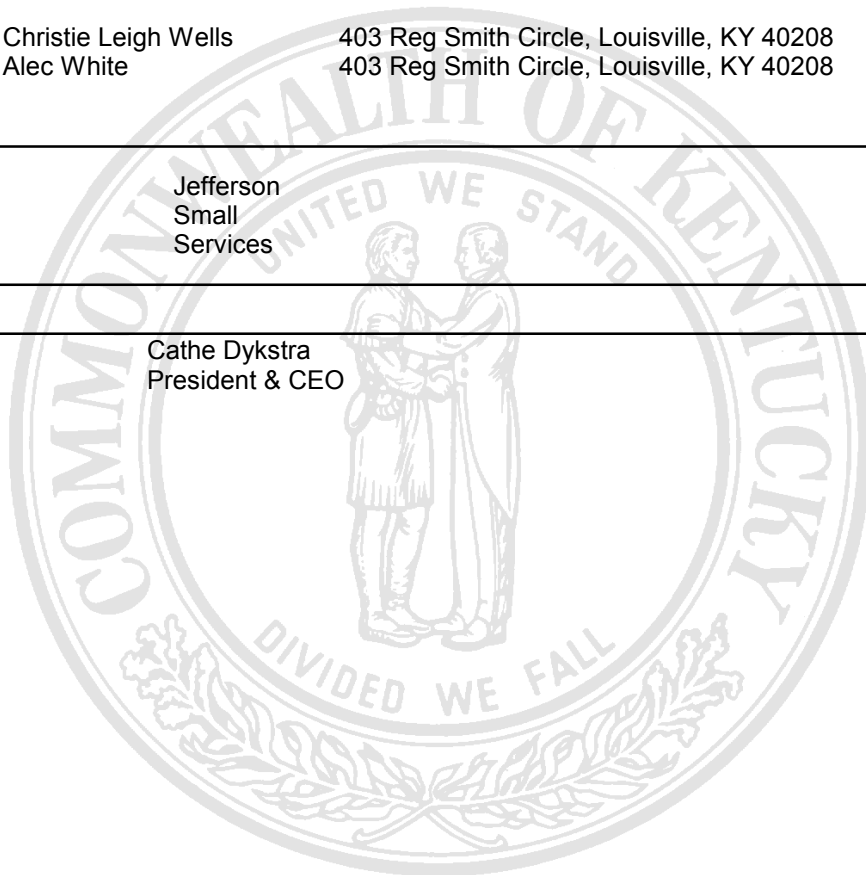 Christie Leigh Wells 403 Reg Smith Circle, Louisville, KY 40208
Alec White 403 Reg Smith Circle, Louisville, KY 40208
Jefferson
Small
Services
Cathe Dykstra
President & CEO
COMMONWEALTH OF KENTUCKY
UNITED WE STAND
DIVIDED WE FALL